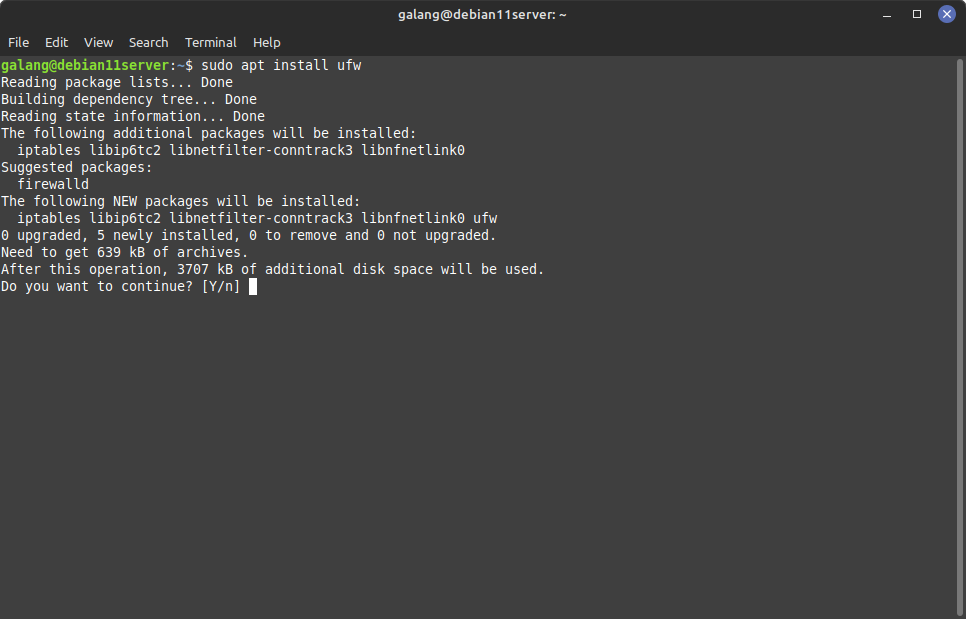 galang@debian11server: ~
File Edit View Search Terminal Help
galang@debian11server:~$ sudo apt install ufw
Reading package lists... Done
Building dependency tree... Done
Reading state information... Done
The following additional packages will be installed:
  iptables libip6tc2 libnetfilter-conntrack3 libnfnetlink0
Suggested packages:
  firewalld
The following NEW packages will be installed:
  iptables libip6tc2 libnetfilter-conntrack3 libnfnetlink0 ufw
0 upgraded, 5 newly installed, 0 to remove and 0 not upgraded.
Need to get 639 kB of archives.
After this operation, 3707 kB of additional disk space will be used.
Do you want to continue? [Y/n]